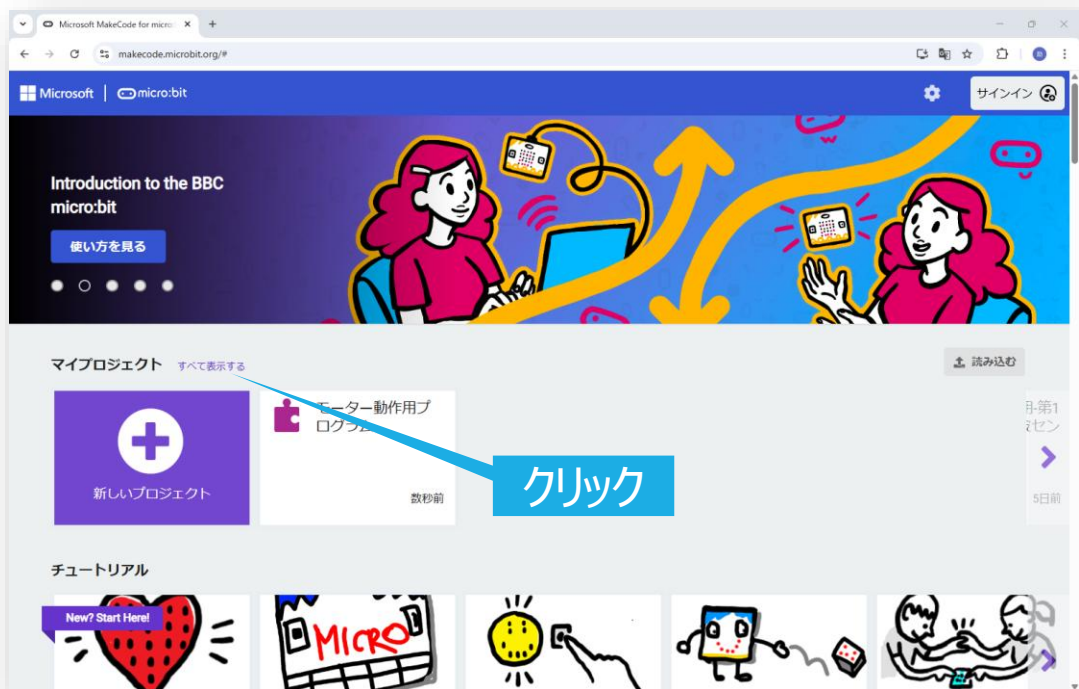 Microsoft MakeCode for micro:
makecode.microbit.org/#
Microsoft
micro:bit
サインイン
Introduction to the BBC
micro:bit
使い方を見る
マイプロジェクト すべて表示する
読み込む
モーター動作用プ
ログラム
新しいプロジェクト
数秒前
クリック
5日前
チュートリアル
New? Start Here!
MICRO